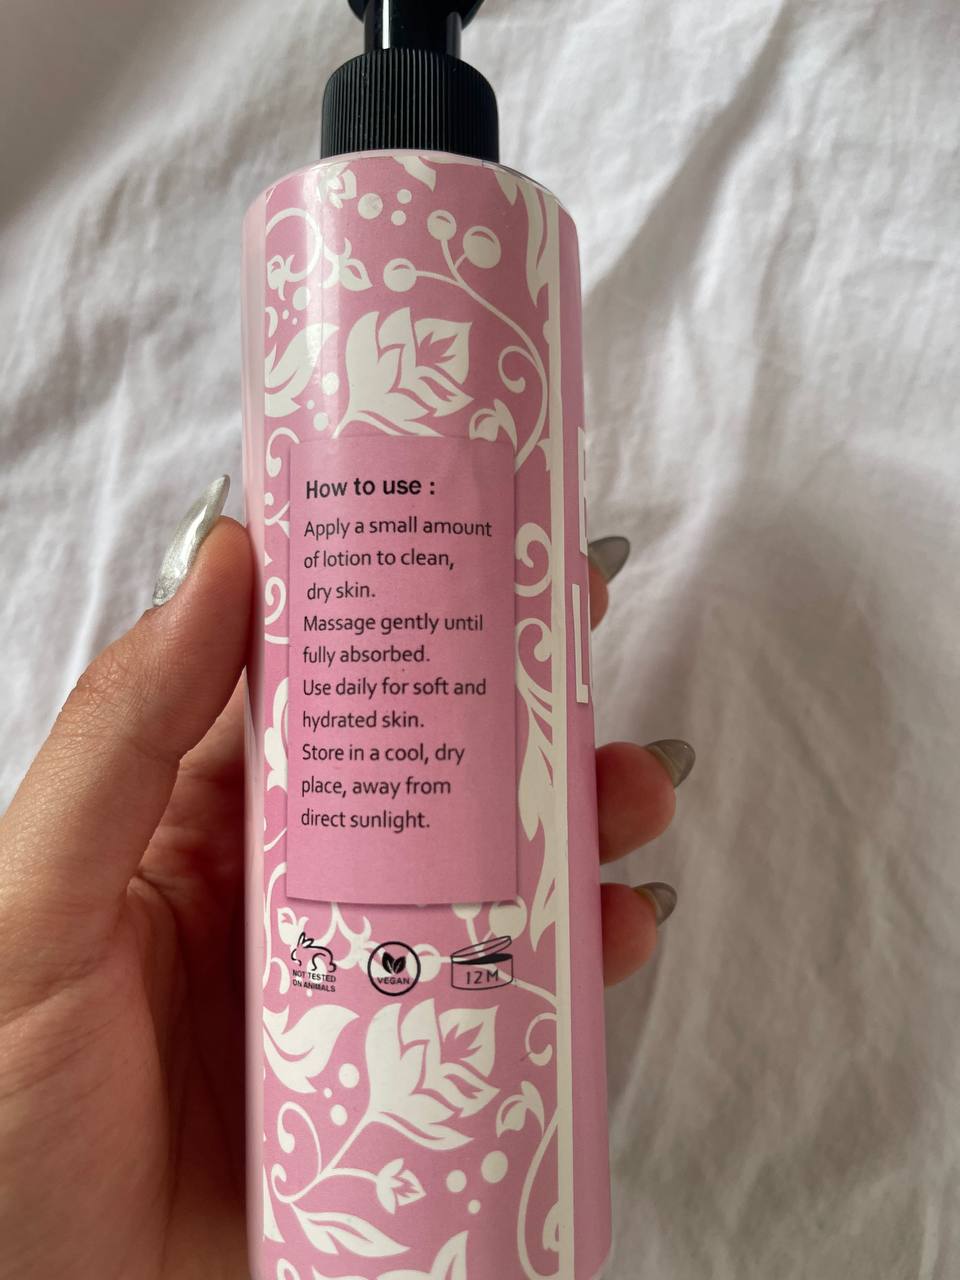 How to use :
Apply a small amount
of lotion to clean,
dry skin.
Massage gently until
fully absorbed.
Use daily for soft and
hydrated skin.
Store in a cool, dry
place, away from
direct sunlight.
NOT TESTED
ON ANIMALS
VEGAN
12M